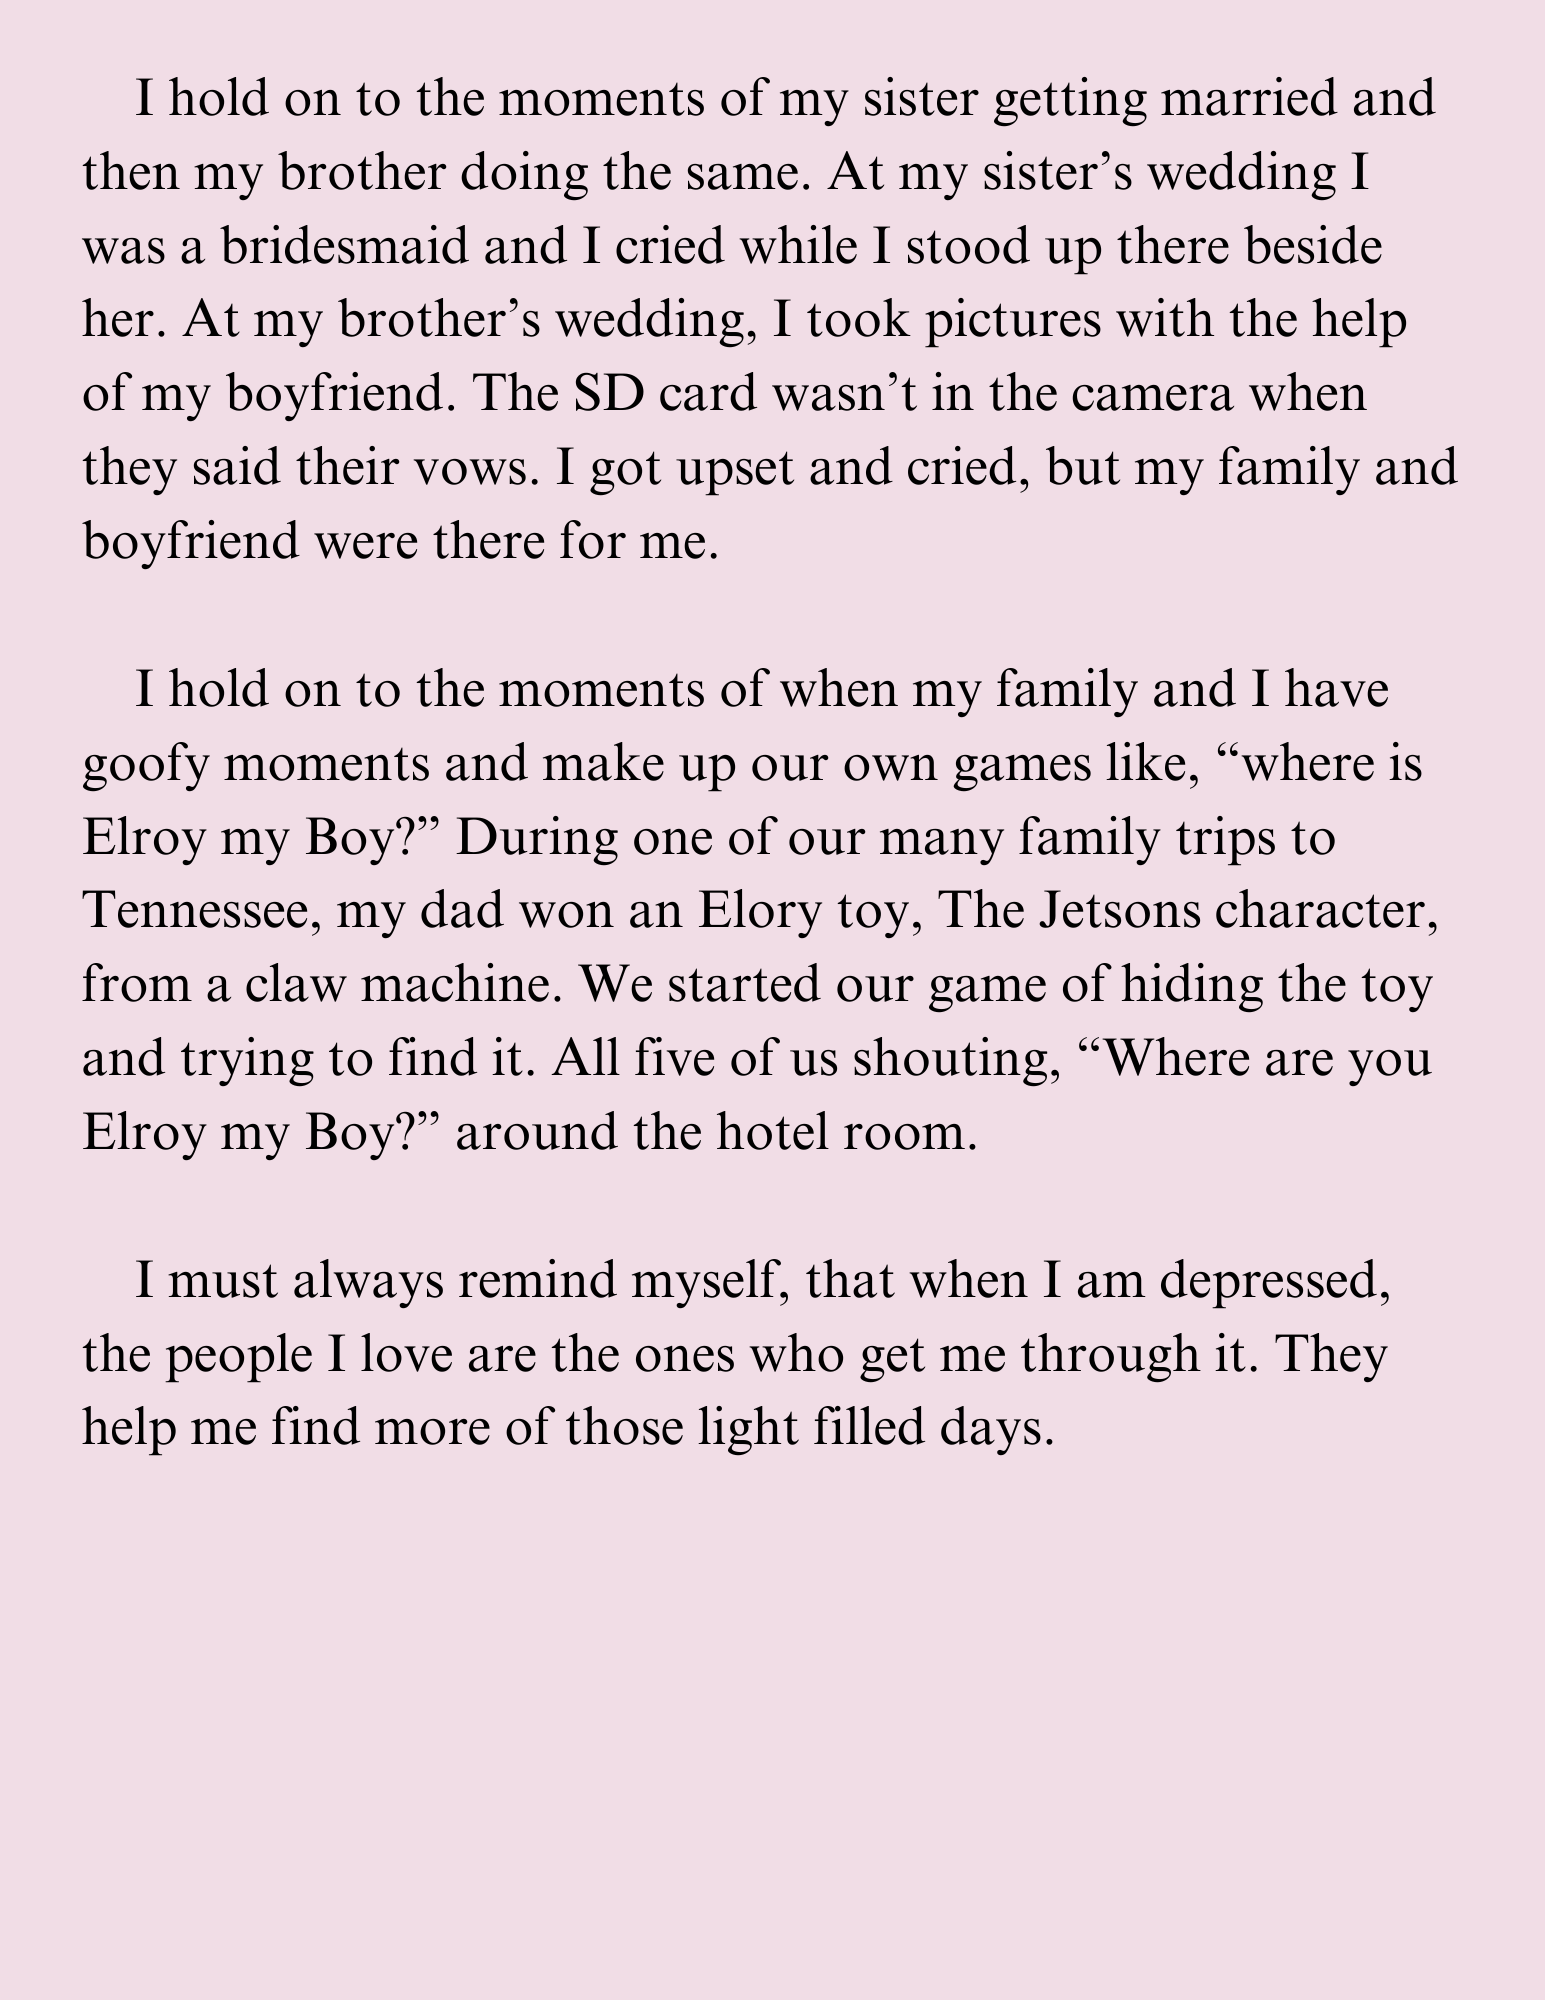 I hold on to the moments of my sister getting married and
then my brother doing the same. At my sister’s wedding I
was a bridesmaid and I cried while I stood up there beside
her. At my brother’s wedding, I took pictures with the help
of my boyfriend. The SD card wasn’t in the camera when
they said their vows. I got upset and cried, but my family and
boyfriend were there for me.
I hold on to the moments of when my family and I have
goofy moments and make up our own games like, “where is
Elroy my Boy?” During one of our many family trips to
Tennessee, my dad won an Elory toy, The Jetsons character,
from a claw machine. We started our game of hiding the toy
and trying to find it. All five of us shouting, “Where are you
Elroy my Boy?” around the hotel room.
I must always remind myself, that when I am depressed,
the people I love are the ones who get me through it. They
help me find more of those light filled days.